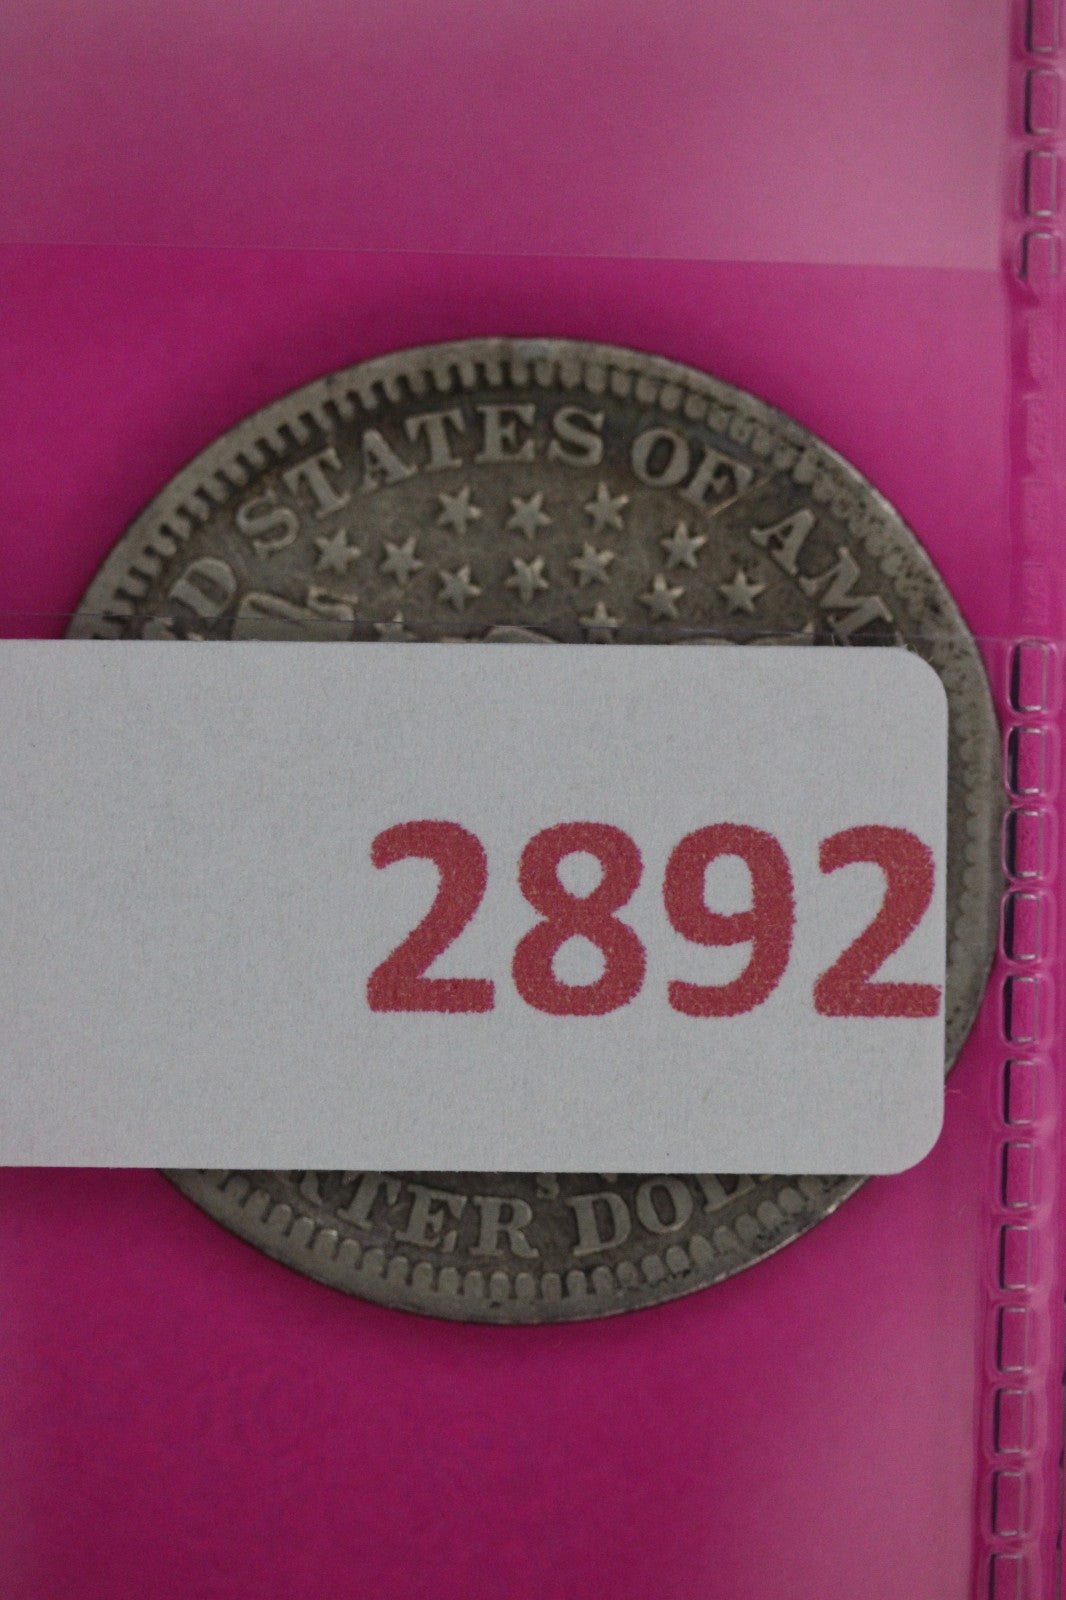 D STATES OF AM
2892
S
RTER DOL